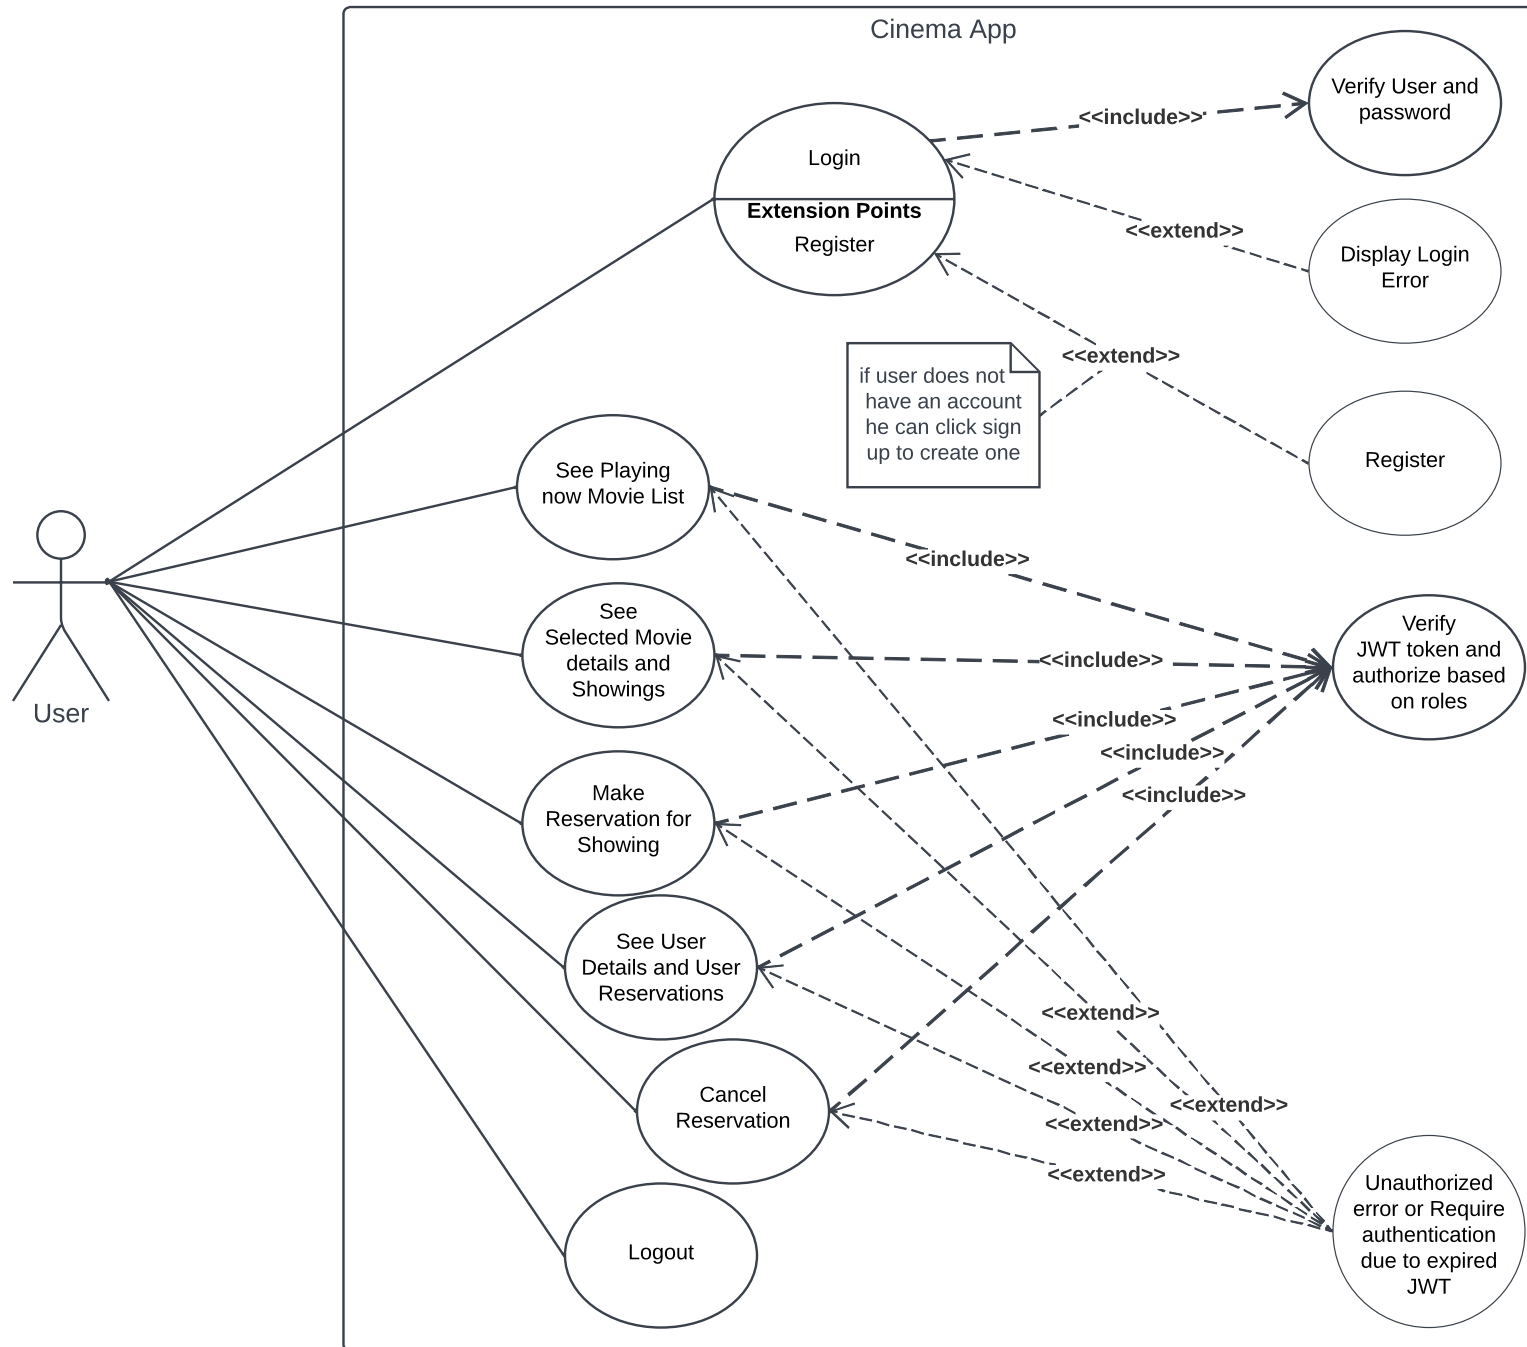 Cinema App
Verify User and
password
<<include>>
Login
Extension Points
Register
<<extend>>
Display Login
Error
<<extend>>
if user does not
have an account
he can click sign
up to create one
Register
See Playing
now Movie List
<<include>>
See
Selected Movie
details and
Showings
<<include>>
Verify
JWT token and
authorize based
on roles
User
<<include>>
<<include>>
<<include>>
Make
Reservation for
Showing
See User
Details and User
Reservations
<<extend>>
<<extend>>
<<extend>>
<<extend>>
<<extend>>
Cancel
Reservation
Logout
Unauthorized
error or Require
authentication
due to expired
JWT